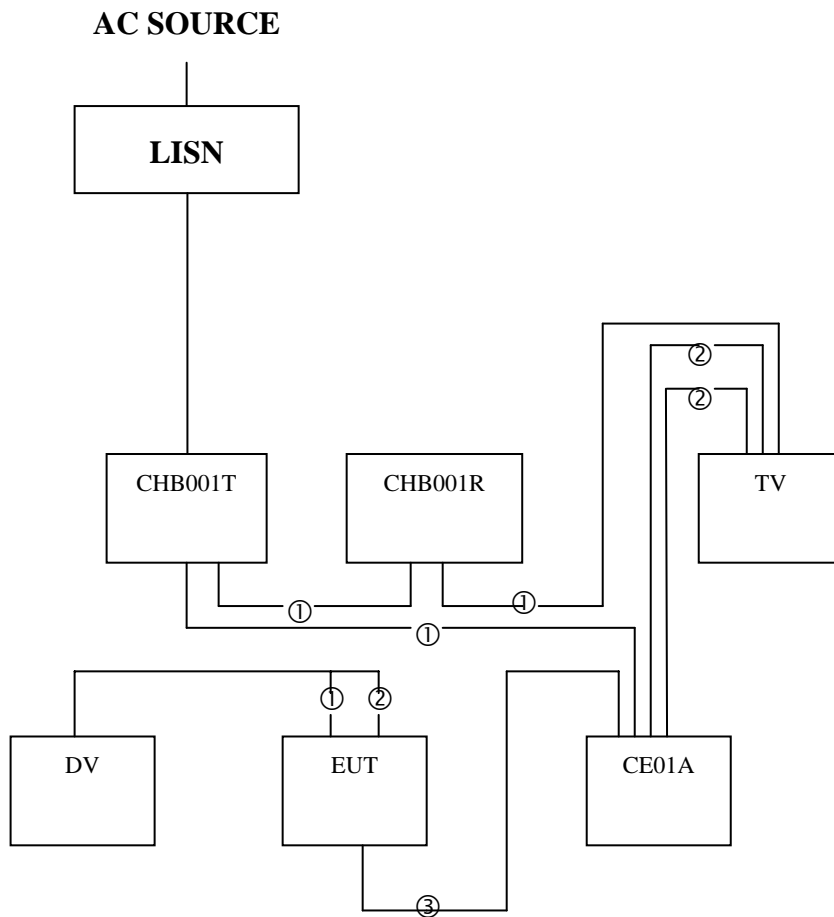 AC SOURCE
LISN
②
②
CHB001T
CHB001R
TV
①
①
①
①
②
DV
EUT
CE01A
③